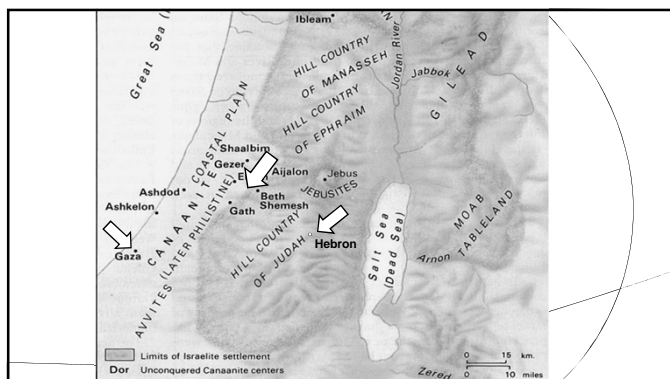 Ibleam
Great Sea
HILL COUNTRY
OF MANASSEH
Jordan River
Jabbok
GILEAD
HILL COUNTRY
OF EPHRAIM
COASTAL PLAIN
Shaalbim
Gezer
Aijalon
Jebus
JEBUSITES
Ashdod
Beth
Shemesh
Ashkelon
Gath
CANAANITE
AVVITES (LATER PHILISTINE)
HILL COUNTRY
OF JUDAH
Hebron
Gaza
Salt Sea
(Dead Sea)
MOAB
TABLELAND
Arnon
Limits of Israelite settlement
Dor Unconquered Canaanite centers
Zered
0 15 km.
0 10 miles